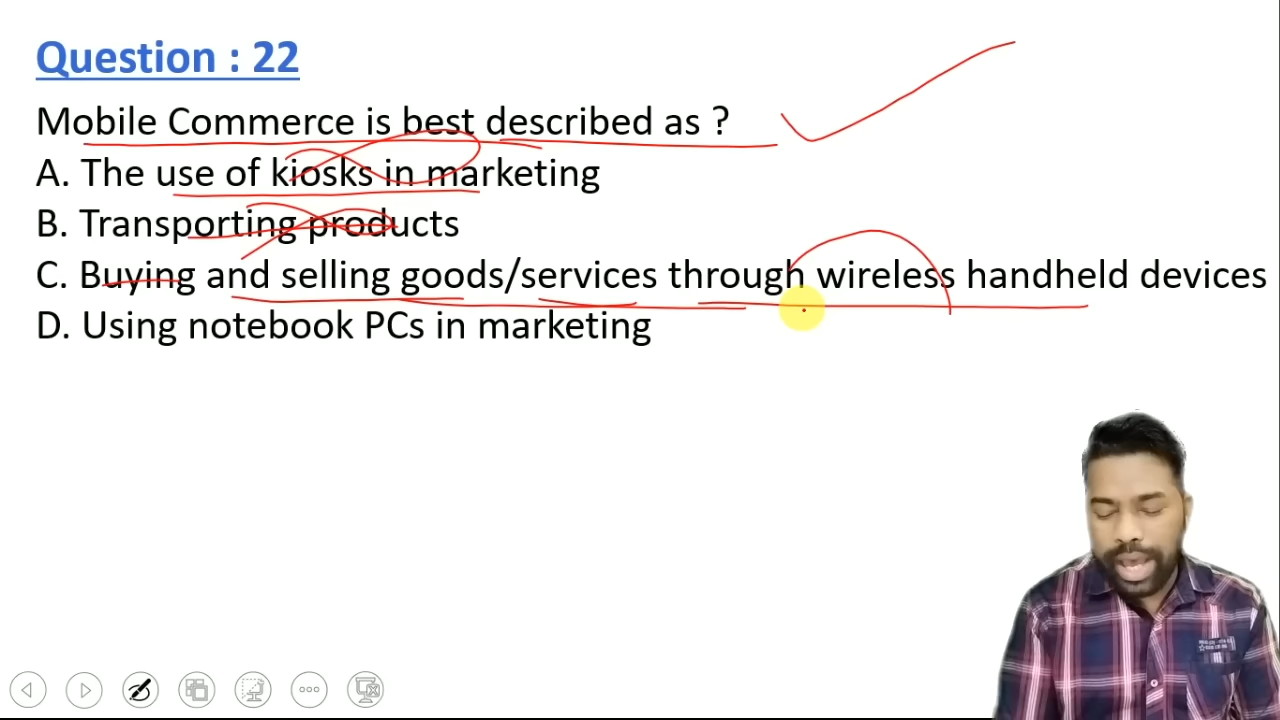 Question : 22
Mobile Commerce is best described as ?
A. The use of kiosks in marketing
B. Transporting products
C. Buying and selling goods/services through wireless handheld devices
D. Using notebook PCs in marketing